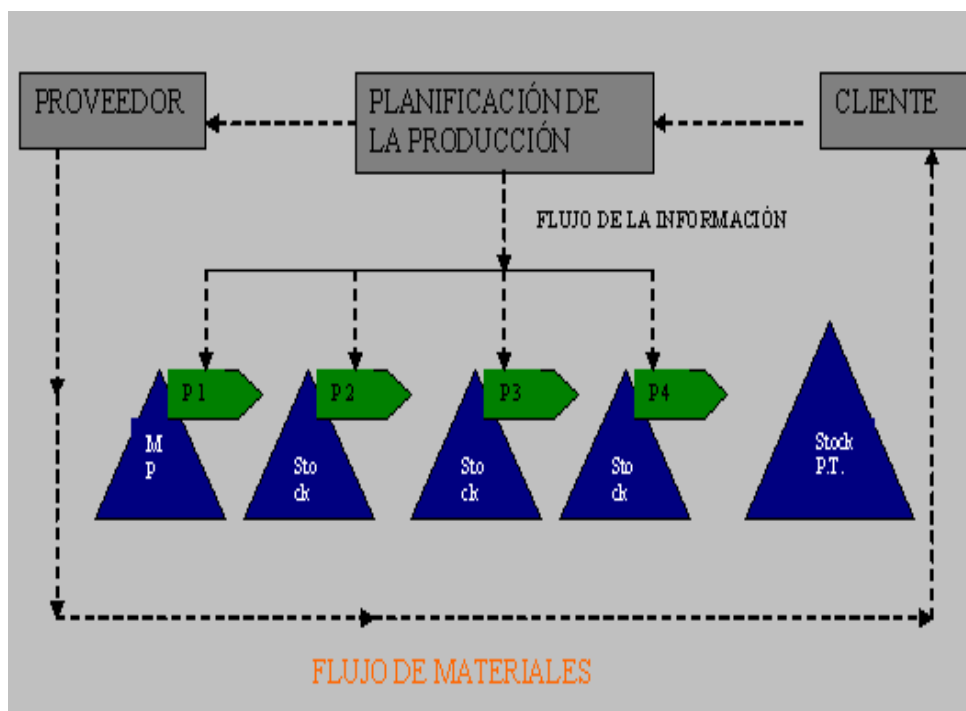 PROVEEDOR
PLANIFICACIÓN DE
LA PRODUCCIÓN
CLIENTE
FLUJO DE LA INFORMACIÓN
P 1
P 2
P3
P4
M
P
Sto
ck
Sto
ck
Sto
ck
Stock
P.T.
FLUJO DE MATERIALES